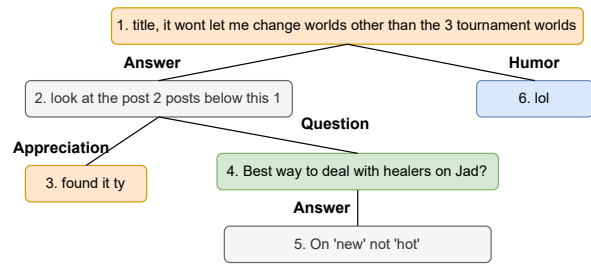 1. title, it wont let me change worlds other than the 3 tournament worlds
Answer
Humor
2. look at the post 2 posts below this 1
6. lol
Question
Appreciation
3. found it ty
4. Best way to deal with healers on Jad?
Answer
5. On 'new' not 'hot'